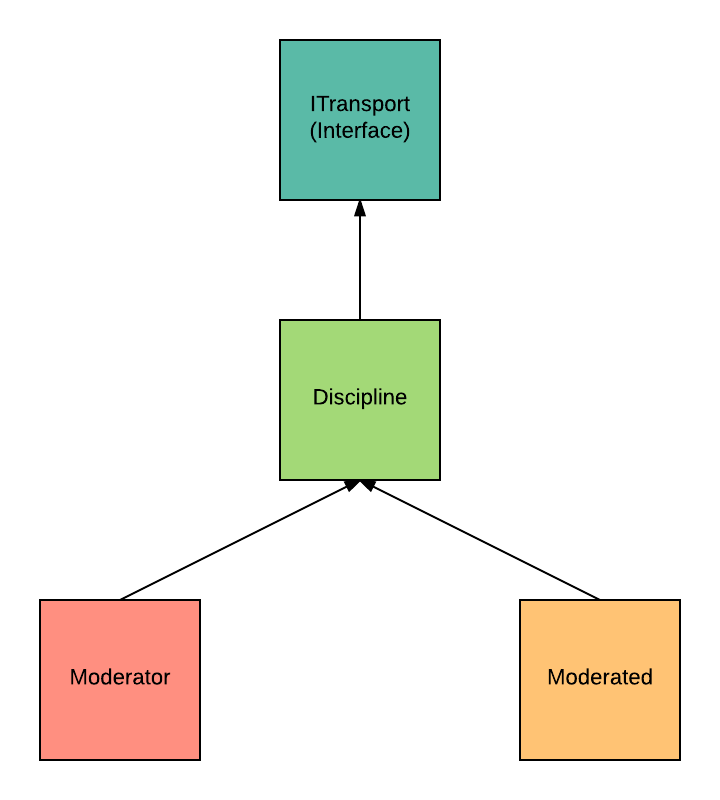 ITransport
(Interface)
Discipline
Moderator
Moderated